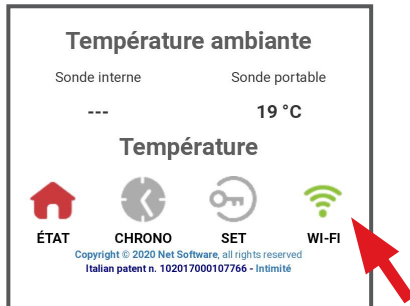 Température ambiante
Sonde interne Sonde portable
--- 19 °C
Température
ÉTAT CHRONO SET WI-FI
Copyright © 2020 Net Software, all rights reserved
Italian patent n. 102017000107766 - Intimité